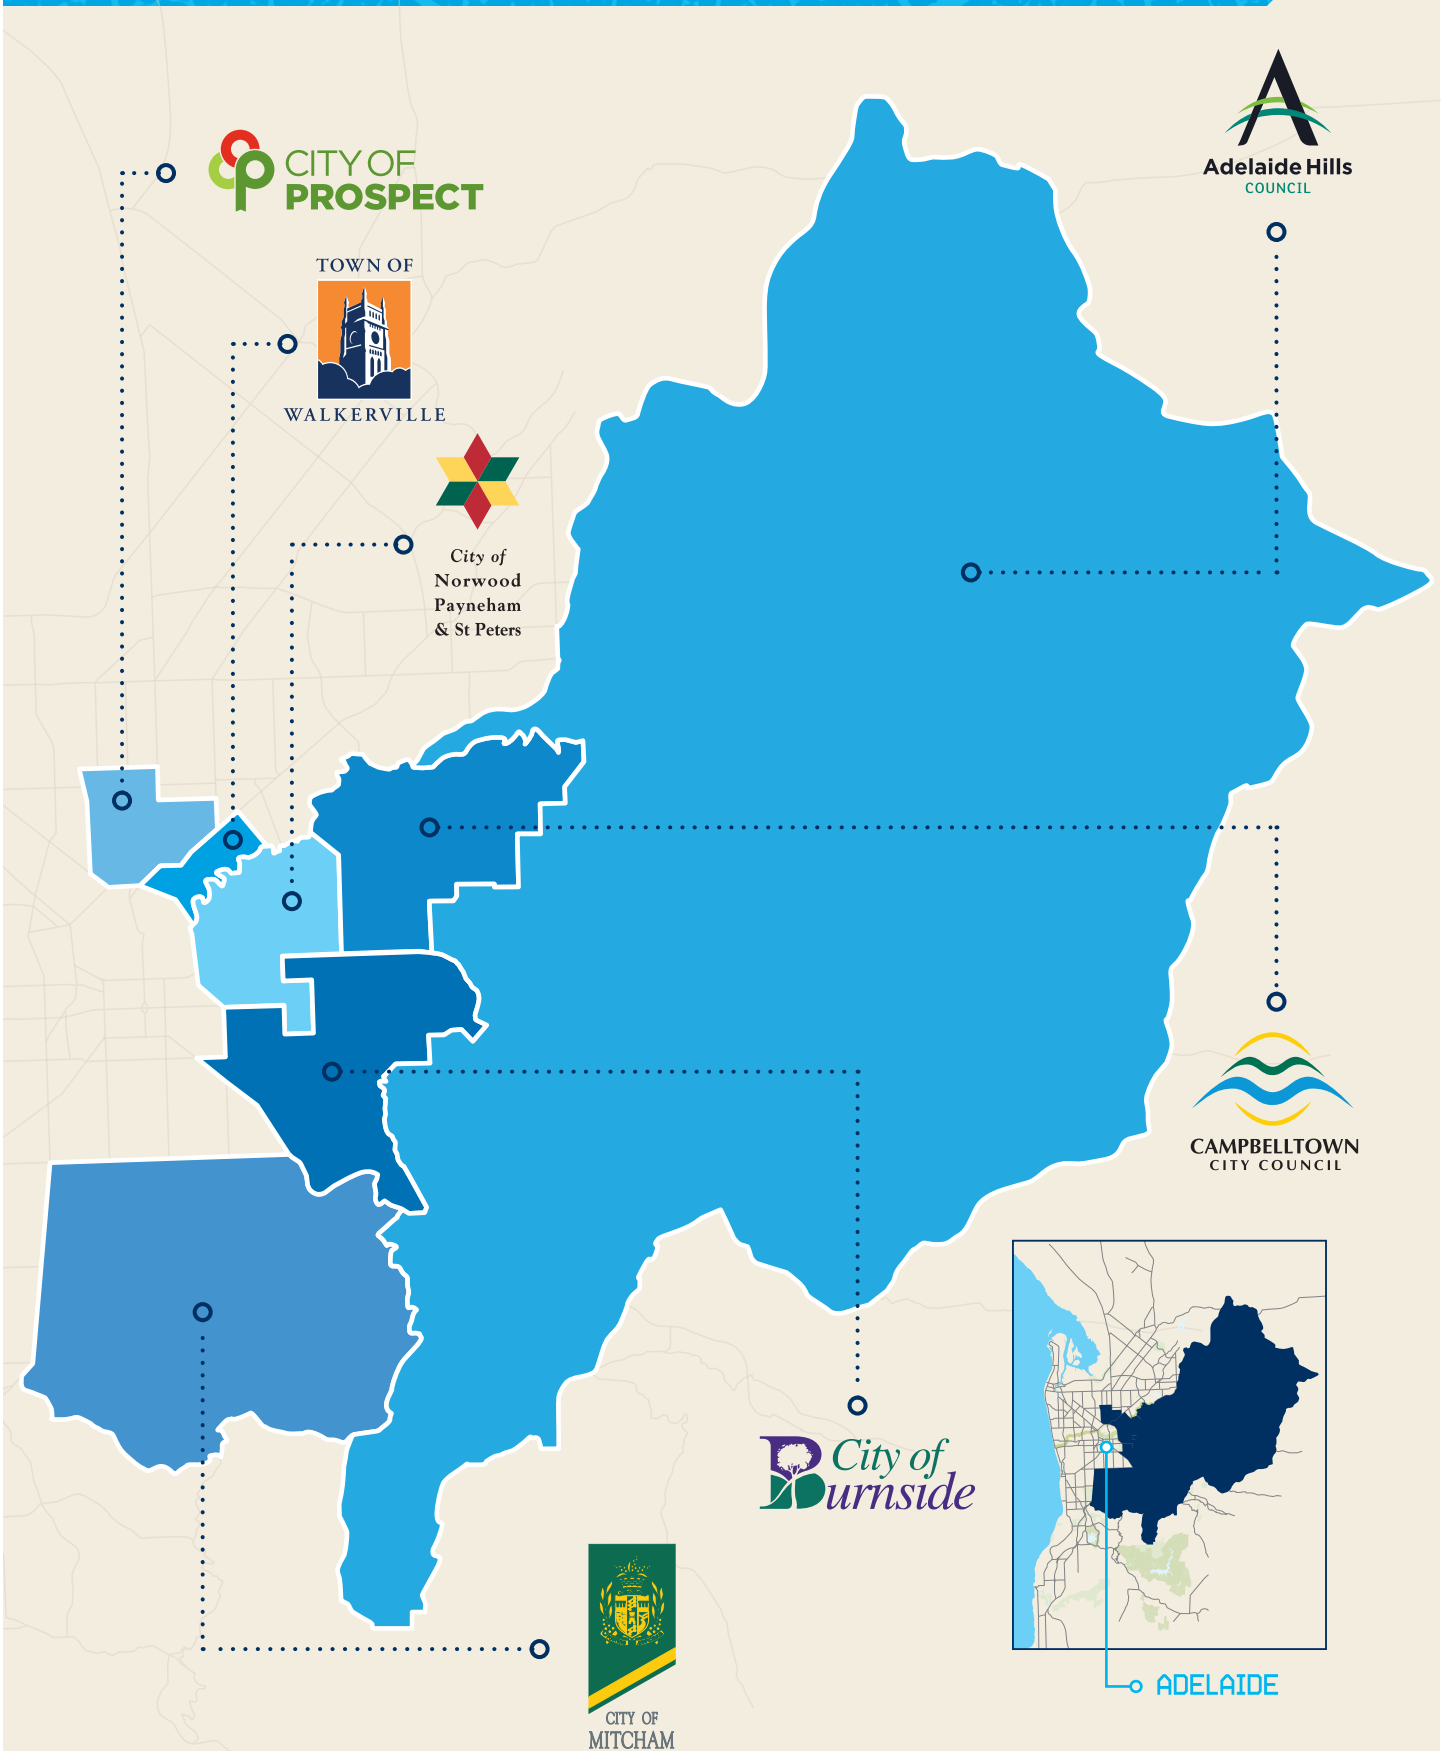 CITY OF
PROSPECT
Adelaide Hills
COUNCIL
TOWN OF
WALKERVILLE
City of
Norwood
Payneham
& St Peters
CAMPBELLTOWN
CITY COUNCIL
City of
Burnside
CITY OF
MITCHAM
ADELAIDE